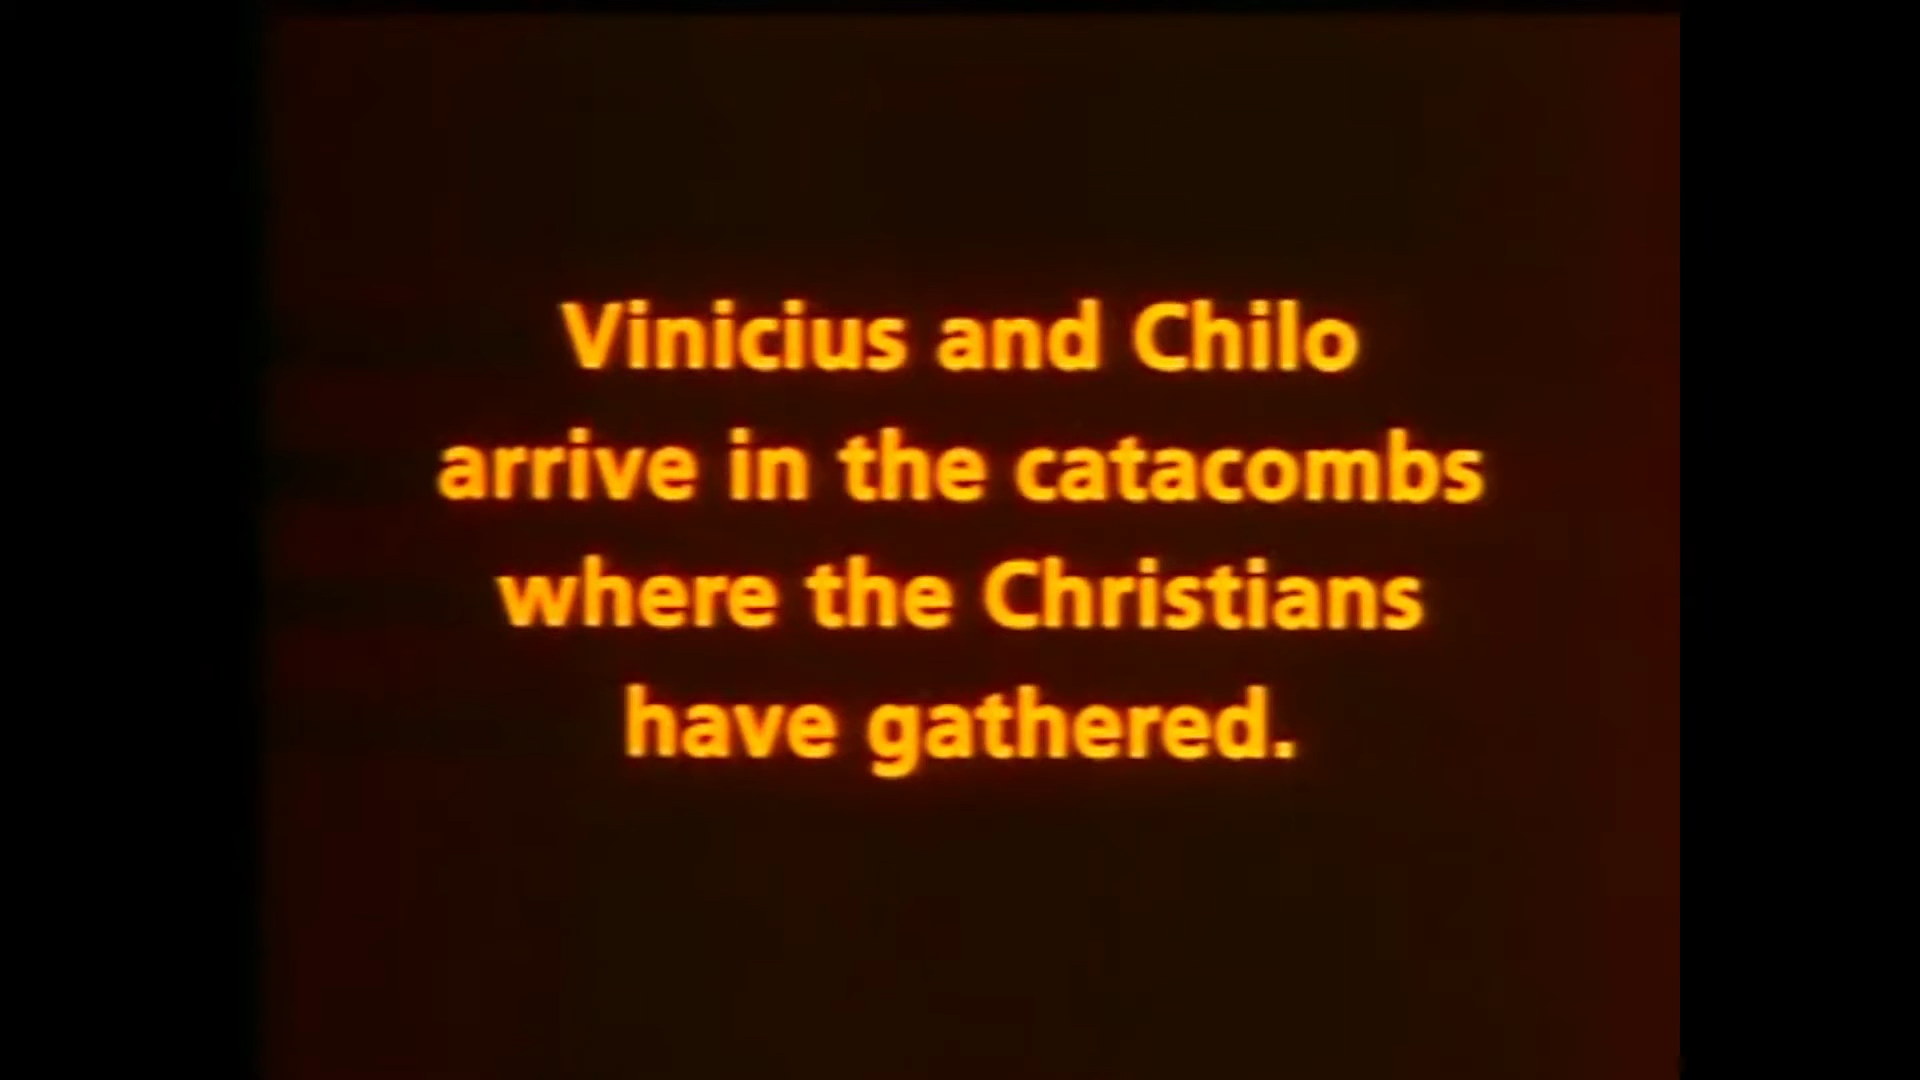 Vinicius and Chilo
arrive in the catacombs
where the Christians
have gathered.